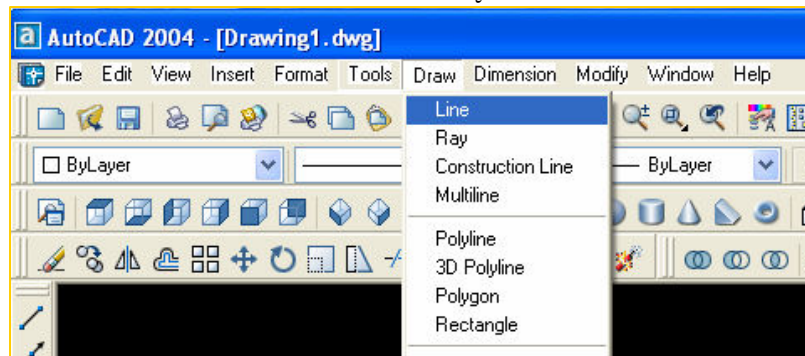 AutoCAD 2004 - [Drawing1.dwg]
File Edit View Insert Format Tools Draw Dimension Modify Window Help
Line
Ray
ByLayer ByLayer
Construction Line
Multiline
Polyline
3D Polyline
Polygon
Rectangle